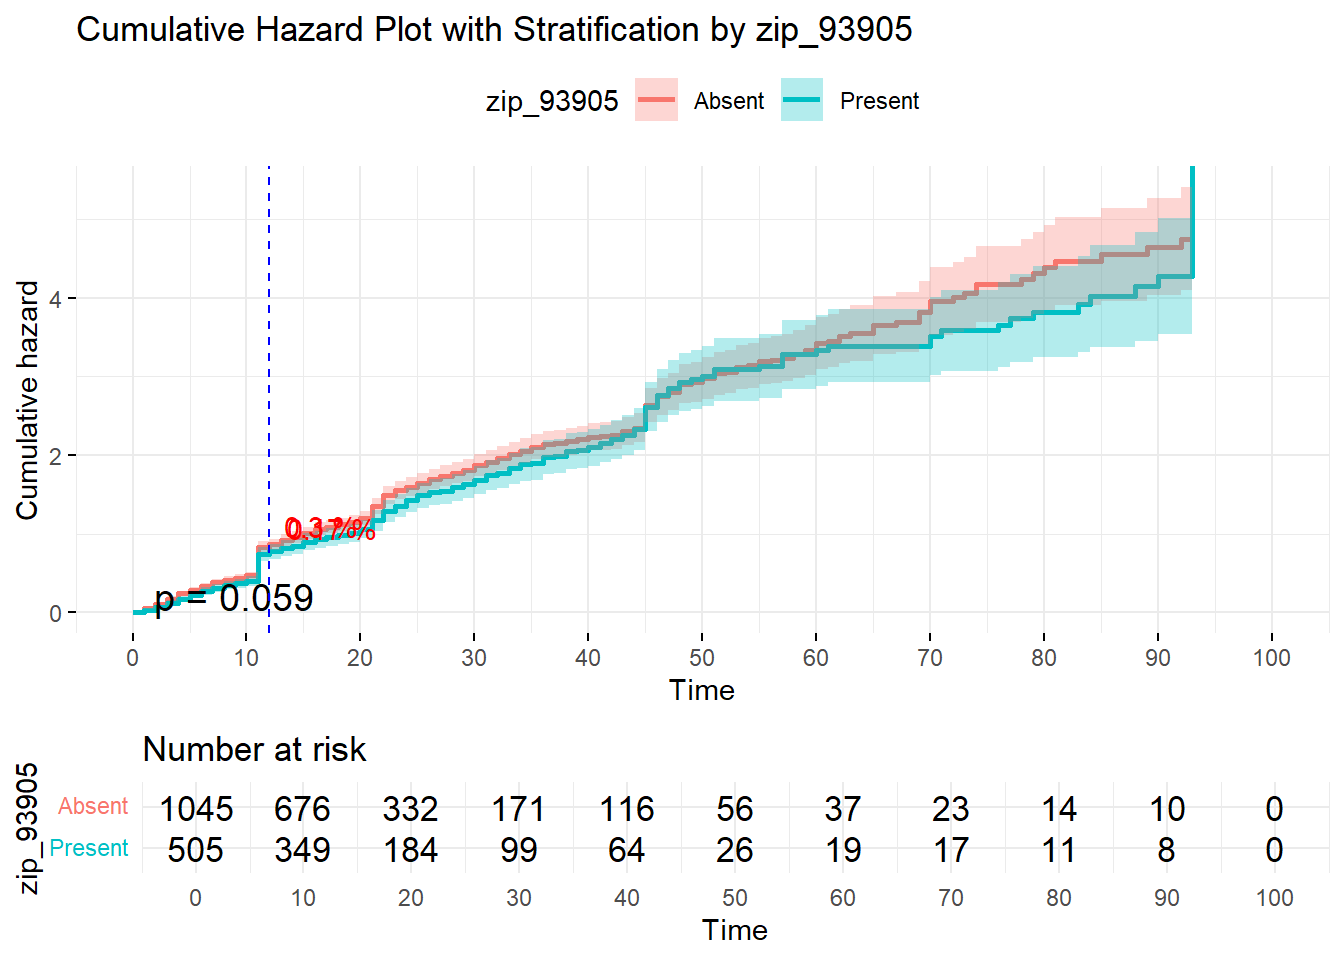 Cumulative Hazard Plot with Stratification by zip_93905
zip_93905 Absent Present
Cumulative hazard
4
2
0
p = 0.059
0 10 20 30 40 50 60 70 80 90 100
Time
Number at risk
zip_93905
Absent 1045 676 332 171 116 56 37 23 14 10 0
Present 505 349 184 99 64 26 19 17 11 8 0
0 10 20 30 40 50 60 70 80 90 100
Time